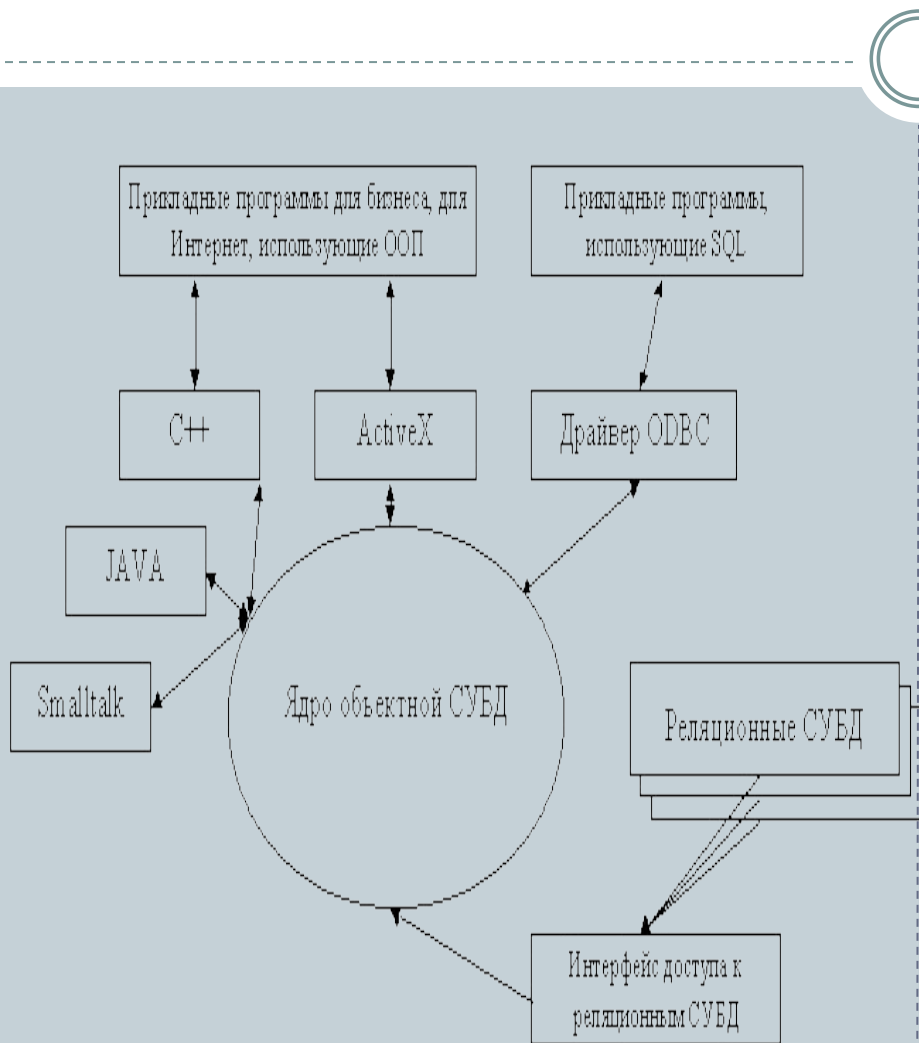 Прикладные программы для бизнеса, для
Интернет, использующие ООП
Прикладные программы,
использующие SQL
C++
ActiveX
Драйвер ODBC
JAVA
Smalltalk
Ядро обьектной СУБД
Реляционные СУБД
Интерфейс доступа к
реляционным СУБД